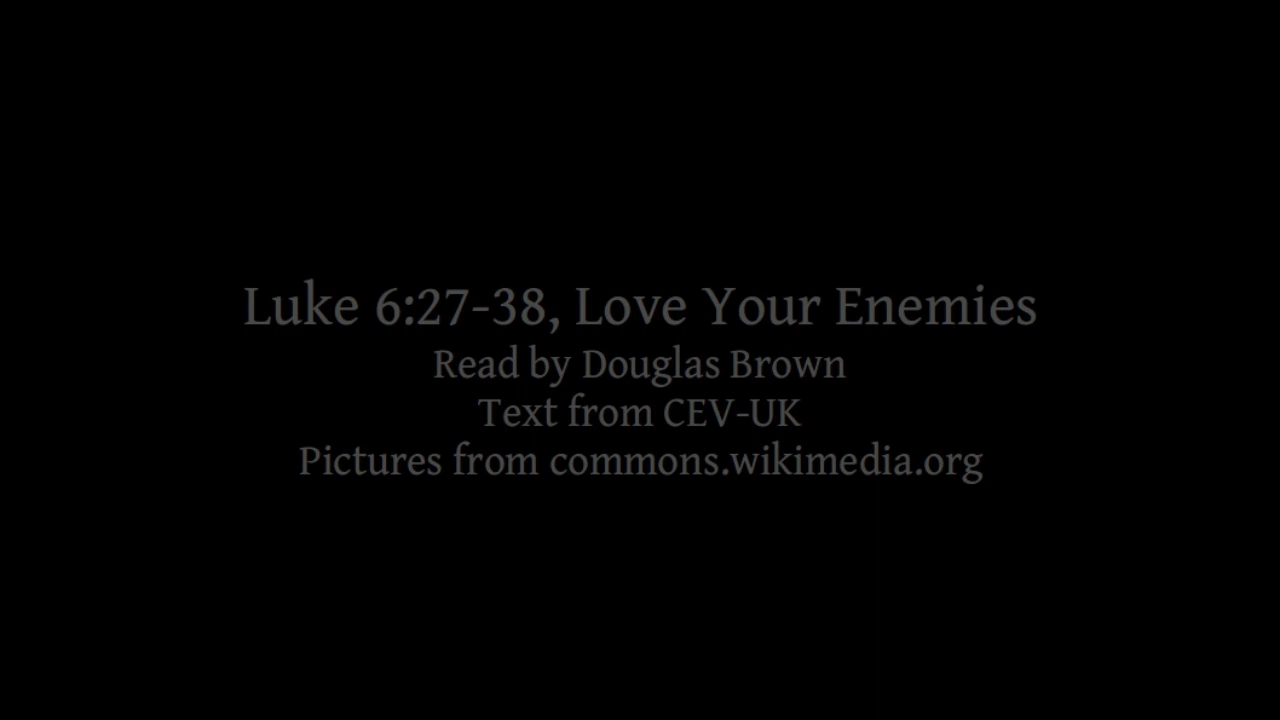 Luke 6:27-38, Love Your Enemies
Read by Douglas Brown
Text from CEV-UK
Pictures from commons.wikimedia.org